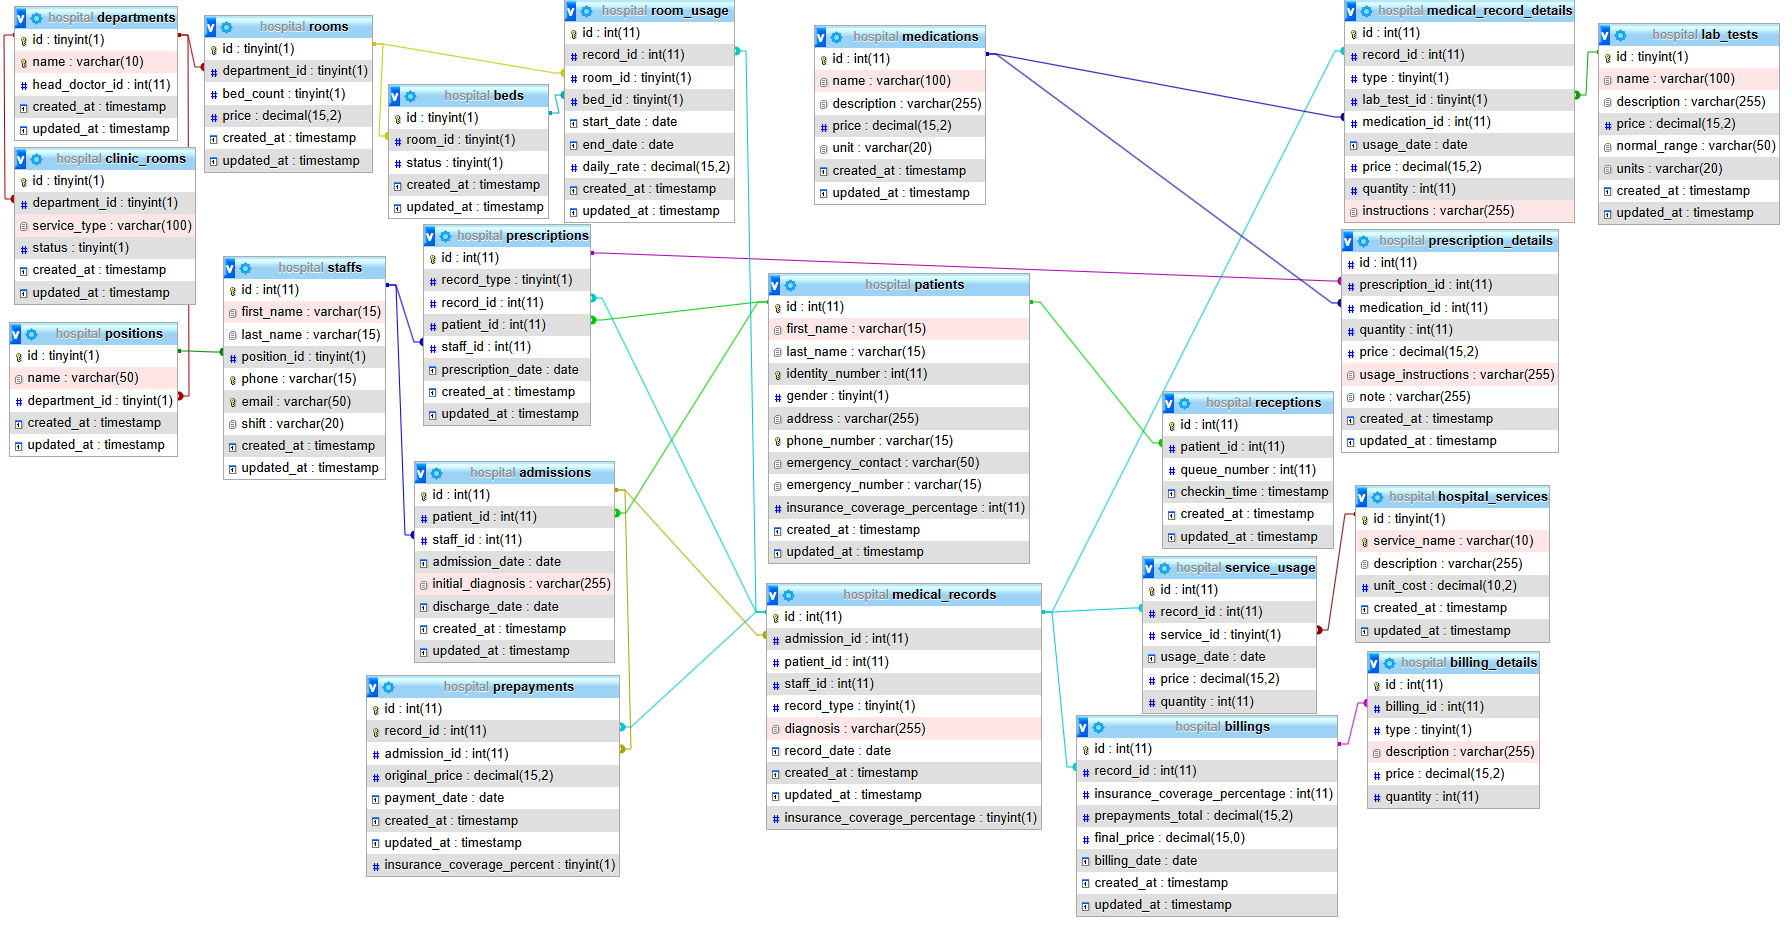 hospital departments
id : tinyint(1)
name : varchar(10)
head_doctor_id : int(11)
created_at : timestamp
updated_at : timestamp
hospital clinic_rooms
id : tinyint(1)
department_id : tinyint(1)
service_type : varchar(100)
status : tinyint(1)
created_at : timestamp
updated_at : timestamp
hospital positions
id : tinyint(1)
name : varchar(50)
department_id : tinyint(1)
created_at : timestamp
updated_at : timestamp
hospital rooms
id : tinyint(1)
department_id : tinyint(1)
bed_count : tinyint(1)
price : decimal(15,2)
created_at : timestamp
updated_at : timestamp
hospital staffs
id : int(11)
first_name : varchar(15)
last_name : varchar(15)
position_id : tinyint(1)
phone : varchar(15)
email : varchar(50)
shift : varchar(20)
created_at : timestamp
updated_at : timestamp
hospital beds
id : tinyint(1)
room_id : tinyint(1)
status : tinyint(1)
created_at : timestamp
updated_at : timestamp
hospital room_usage
id : int(11)
record_id : int(11)
room_id : tinyint(1)
bed_id : tinyint(1)
start_date : date
end_date : date
daily_rate : decimal(15,2)
created_at : timestamp
updated_at : timestamp
hospital prescriptions
id : int(11)
record_type : tinyint(1)
record_id : int(11)
patient_id : int(11)
staff_id : int(11)
prescription_date : date
created_at : timestamp
updated_at : timestamp
hospital admissions
id : int(11)
patient_id : int(11)
staff_id : int(11)
admission_date : date
initial_diagnosis : varchar(255)
discharge_date : date
created_at : timestamp
updated_at : timestamp
hospital prepayments
id : int(11)
record_id : int(11)
admission_id : int(11)
original_price : decimal(15,2)
payment_date : date
created_at : timestamp
updated_at : timestamp
insurance_coverage_percent : tinyint(1)
hospital medications
id : int(11)
name : varchar(100)
description : varchar(255)
price : decimal(15,2)
unit : varchar(20)
created_at : timestamp
updated_at : timestamp
hospital patients
id : int(11)
first_name : varchar(15)
last_name : varchar(15)
identity_number : int(11)
gender : tinyint(1)
address : varchar(255)
phone_number : varchar(15)
emergency_contact : varchar(50)
emergency_number : varchar(15)
insurance_coverage_percentage : int(11)
created_at : timestamp
updated_at : timestamp
hospital medical_records
id : int(11)
admission_id : int(11)
patient_id : int(11)
staff_id : int(11)
record_type : tinyint(1)
diagnosis : varchar(255)
record_date : date
created_at : timestamp
updated_at : timestamp
insurance_coverage_percentage : tinyint(1)
hospital medical_record_details
id : int(11)
record_id : int(11)
type : tinyint(1)
lab_test_id : tinyint(1)
medication_id : int(11)
usage_date : date
price : decimal(15,2)
quantity : int(11)
instructions : varchar(255)
hospital lab_tests
id : tinyint(1)
name : varchar(100)
description : varchar(255)
price : decimal(15,2)
normal_range : varchar(50)
units : varchar(20)
created_at : timestamp
updated_at : timestamp
hospital prescription_details
id : int(11)
prescription_id : int(11)
medication_id : int(11)
quantity : int(11)
price : decimal(15,2)
usage_instructions : varchar(255)
note : varchar(255)
created_at : timestamp
updated_at : timestamp
hospital receptions
id : int(11)
patient_id : int(11)
queue_number : int(11)
checkin_time : timestamp
created_at : timestamp
updated_at : timestamp
hospital hospital_services
id : tinyint(1)
service_name : varchar(10)
description : varchar(255)
unit_cost : decimal(10,2)
created_at : timestamp
updated_at : timestamp
hospital service_usage
id : int(11)
record_id : int(11)
service_id : tinyint(1)
usage_date : date
price : decimal(15,2)
quantity : int(11)
hospital billings
id : int(11)
record_id : int(11)
insurance_coverage_percentage : int(11)
prepayments_total : decimal(15,2)
final_price : decimal(15,0)
billing_date : date
created_at : timestamp
updated_at : timestamp
hospital billing_details
id : int(11)
billing_id : int(11)
type : tinyint(1)
description : varchar(255)
price : decimal(15,2)
quantity : int(11)